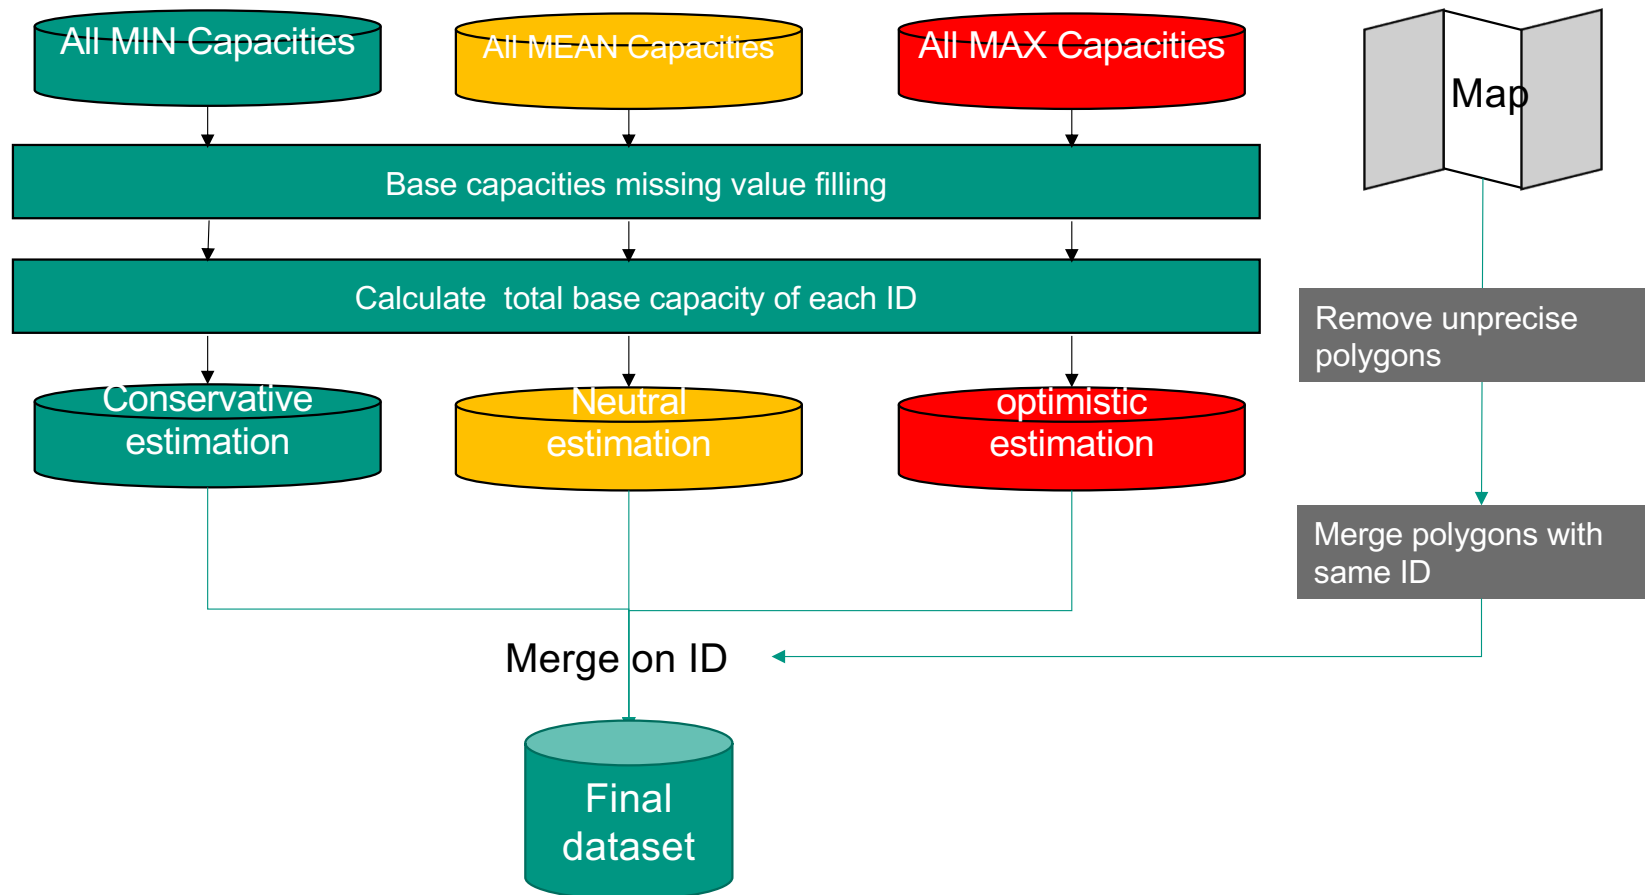 All MIN Capacities
All MEAN Capacities
All MAX Capacities
Map
Base capacities missing value filling
Calculate  total base capacity of each ID
Remove unprecise
polygons
Conservative
estimation
Neutral
estimation
optimistic
estimation
Merge polygons with
same ID
Merge on ID
Final
dataset